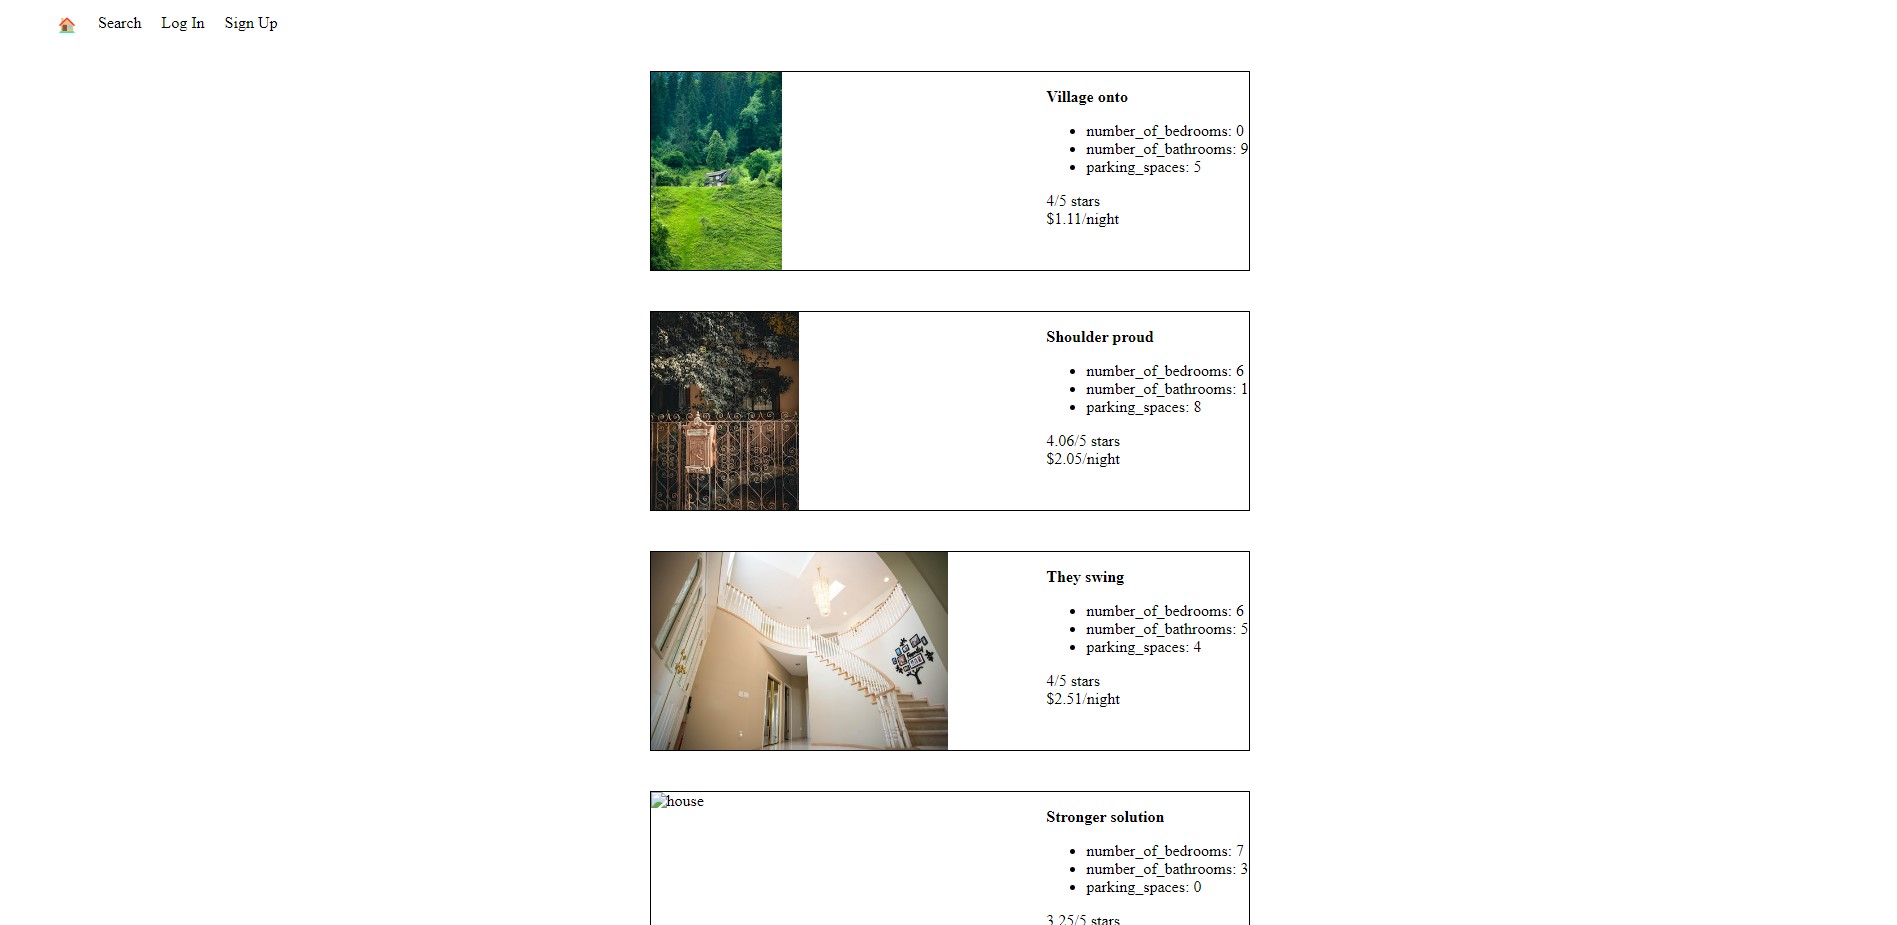 Search Log In Sign Up
Village onto
number_of_bedrooms: 0
number_of_bathrooms: 9
parking_spaces: 5
4/5 stars
$1.11/night
Shoulder proud
number_of_bedrooms: 6
number_of_bathrooms: 1
parking_spaces: 8
4.06/5 stars
$2.05/night
They swing
number_of_bedrooms: 6
number_of_bathrooms: 5
parking_spaces: 4
4/5 stars
$2.51/night
house
Stronger solution
number_of_bedrooms: 7
number_of_bathrooms: 3
parking_spaces: 0
3.25/5 stars